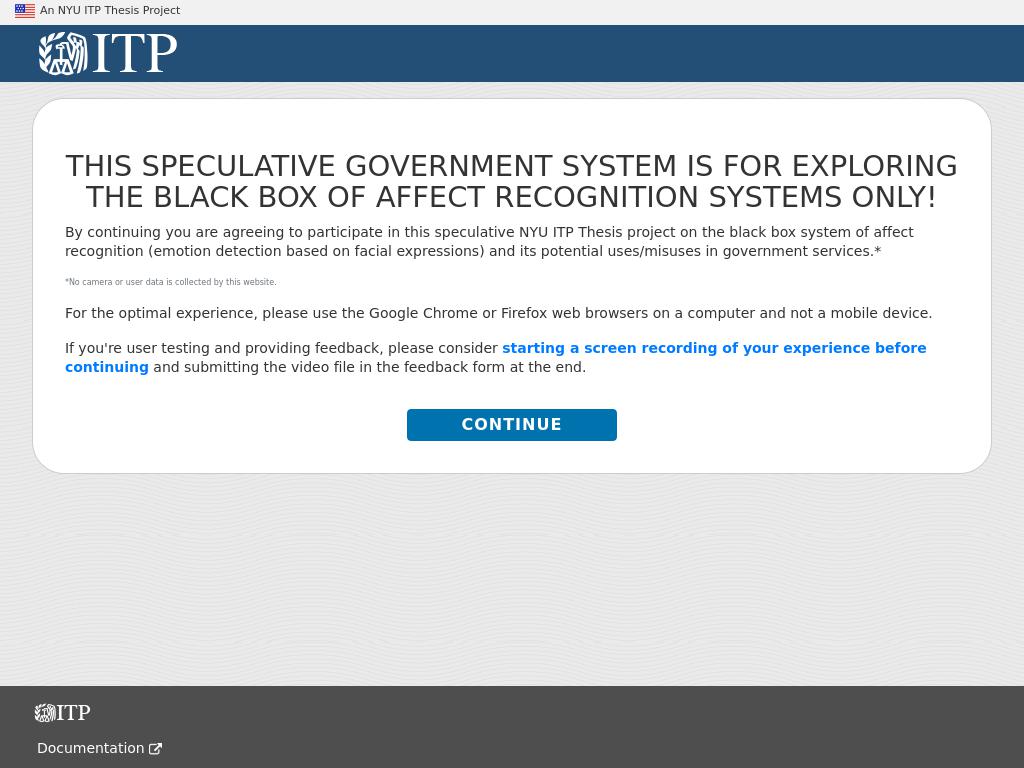 An NYU ITP Thesis Project
ITP
THIS SPECULATIVE GOVERNMENT SYSTEM IS FOR EXPLORING
THE BLACK BOX OF AFFECT RECOGNITION SYSTEMS ONLY!
By continuing you are agreeing to participate in this speculative NYU ITP Thesis project on the black box system of affect
recognition (emotion detection based on facial expressions) and its potential uses/misuses in government services.*
*No camera or user data is collected by this website.
For the optimal experience, please use the Google Chrome or Firefox web browsers on a computer and not a mobile device.
If you're user testing and providing feedback, please consider starting a screen recording of your experience before
continuing and submitting the video file in the feedback form at the end.
CONTINUE
ITP
Documentation